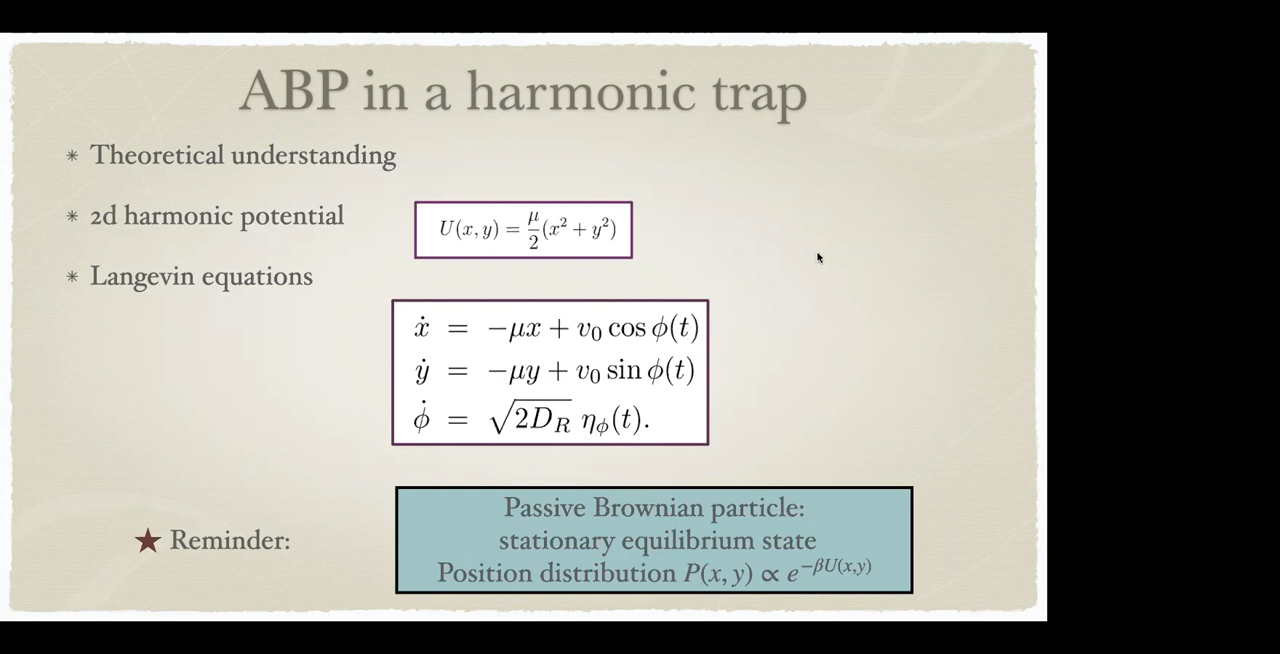 ABP in a harmonic trap
* Theoretical understanding
* 2d harmonic potential
U(x, y) = μ/2 (x² + y²)
* Langevin equations
ẋ = −μx + v₀ cos ϕ(t)
ẏ = −μy + v₀ sin ϕ(t)
ϕ̇ = √(2D_R) η_ϕ(t).
Passive Brownian particle:
stationary equilibrium state
★ Reminder:
Position distribution P(x, y) ∝ e^{−βU(x,y)}